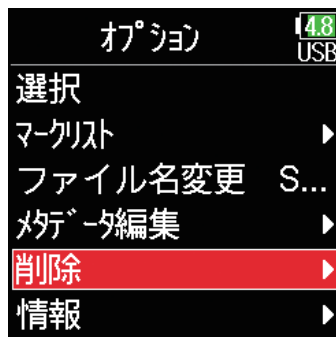 オプション
4.8
USB
選択
マークリスト
ファイル名変更 S...
メタデータ編集
削除
情報